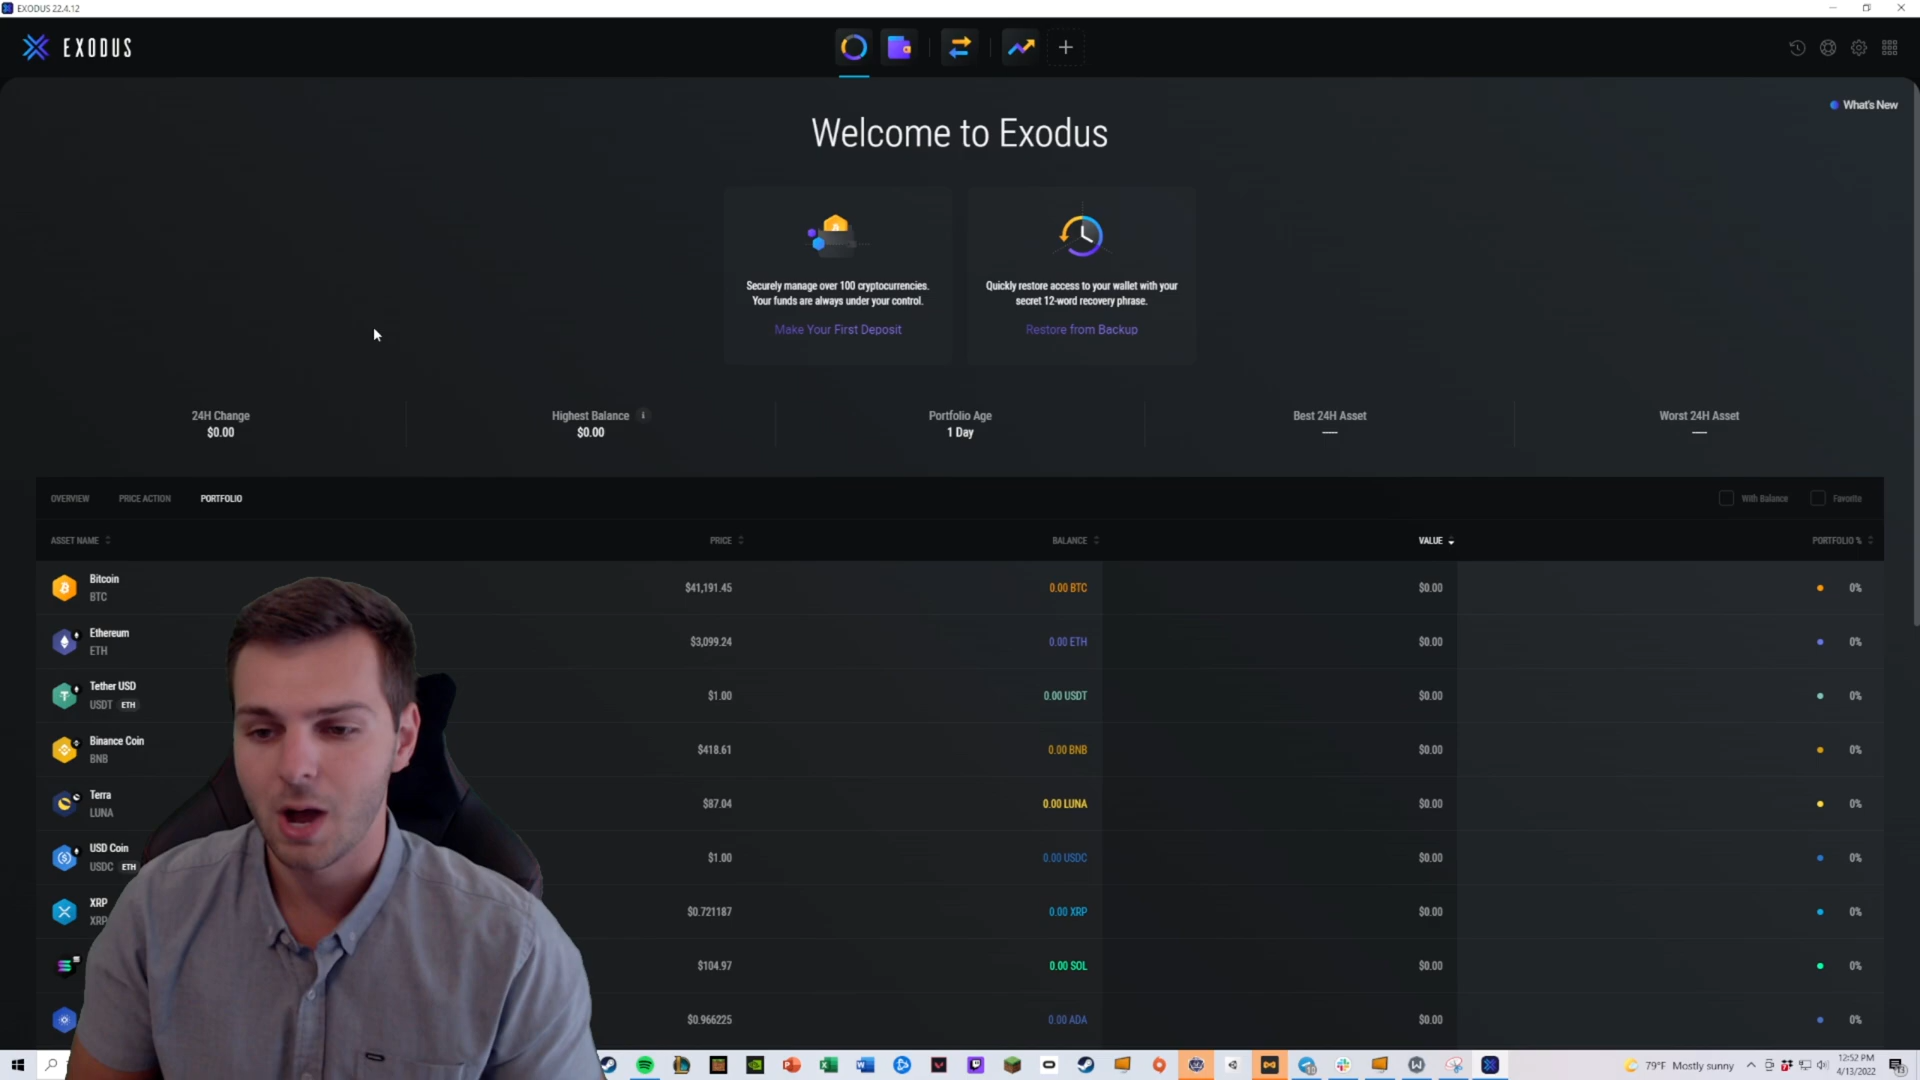 EXODUS 22.4.12
EXODUS
What's New
Welcome to Exodus
Securely manage over 100 cryptocurrencies.
Your funds are always under your control.
Make Your First Deposit
Quickly restore access to your wallet with your
secret 12-word recovery phrase.
Restore from Backup
24H Change
$0.00
Highest Balance i
$0.00
Portfolio Age
1 Day
Best 24H Asset
Worst 24H Asset
OVERVIEW PRICE ACTION PORTFOLIO With Balance Favorite
ASSET NAME PRICE BALANCE VALUE PORTFOLIO %
Bitcoin
BTC
$41,191.45 0.00 BTC $0.00 0%
Ethereum
ETH
$3,099.24 0.00 ETH $0.00 0%
Tether USD
USDT ETH
$1.00 0.00 USDT $0.00 0%
Binance Coin
BNB
$418.61 0.00 BNB $0.00 0%
Terra
LUNA
$87.04 0.00 LUNA $0.00 0%
USD Coin
USDC ETH
$1.00 0.00 USDC $0.00 0%
XRP
XRP
$0.721187 0.00 XRP $0.00 0%
$104.97 0.00 SOL $0.00 0%
$0.966225 0.00 ADA $0.00 0%
79°F Mostly sunny
12:52 PM
4/13/2022